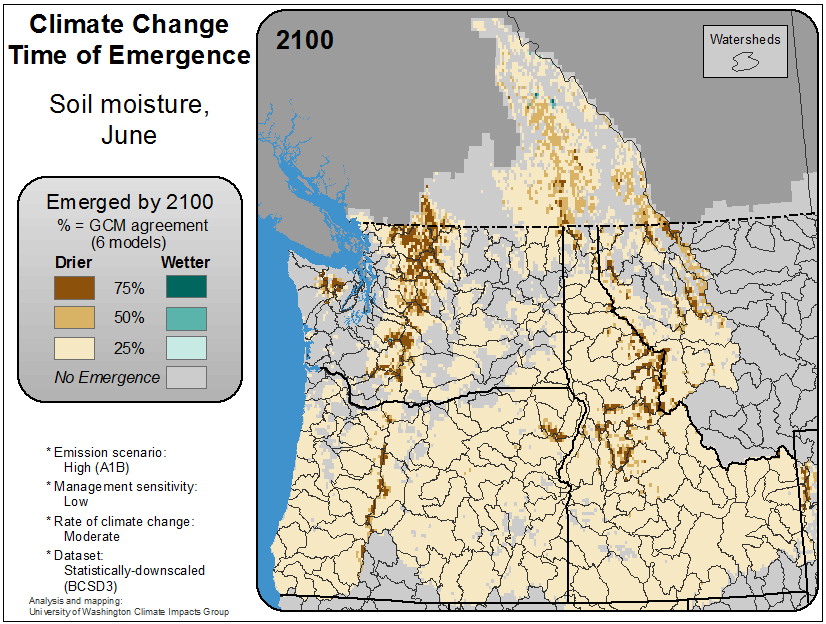 Climate Change
Time of Emergence
Soil moisture,
June
Emerged by 2100
% = GCM agreement
(6 models)
Drier Wetter
75%
50%
25%
No Emergence
* Emission scenario:
High (A1B)
* Management sensitivity:
Low
* Rate of climate change:
Moderate
* Dataset:
Statistically-downscaled
(BCSD3)
Analysis and mapping:
University of Washington Climate Impacts Group
2100
Watersheds